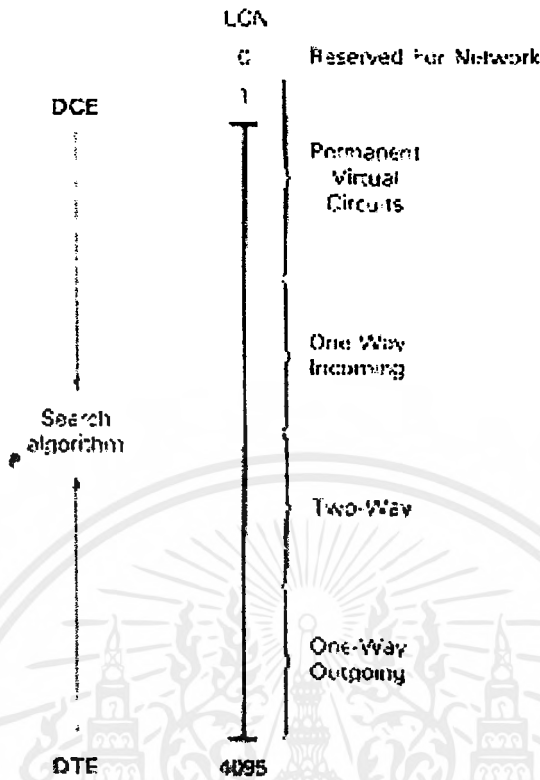 LCN
0 Reserved For Network
1
DCE
Permanent
Virtual
Circuits
One Way
Incoming
Search
algorithm
Two-Way
One-Way
Outgoing
DTE 4095